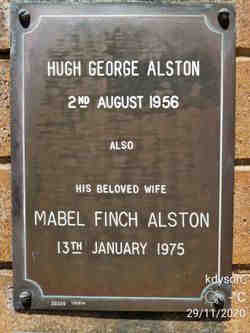 HUGH GEORGE ALSTON
2ND AUGUST 1956
ALSO
HIS BELOVED WIFE
MABEL FINCH ALSTON
13TH JANUARY 1975
°C
29/11/2020